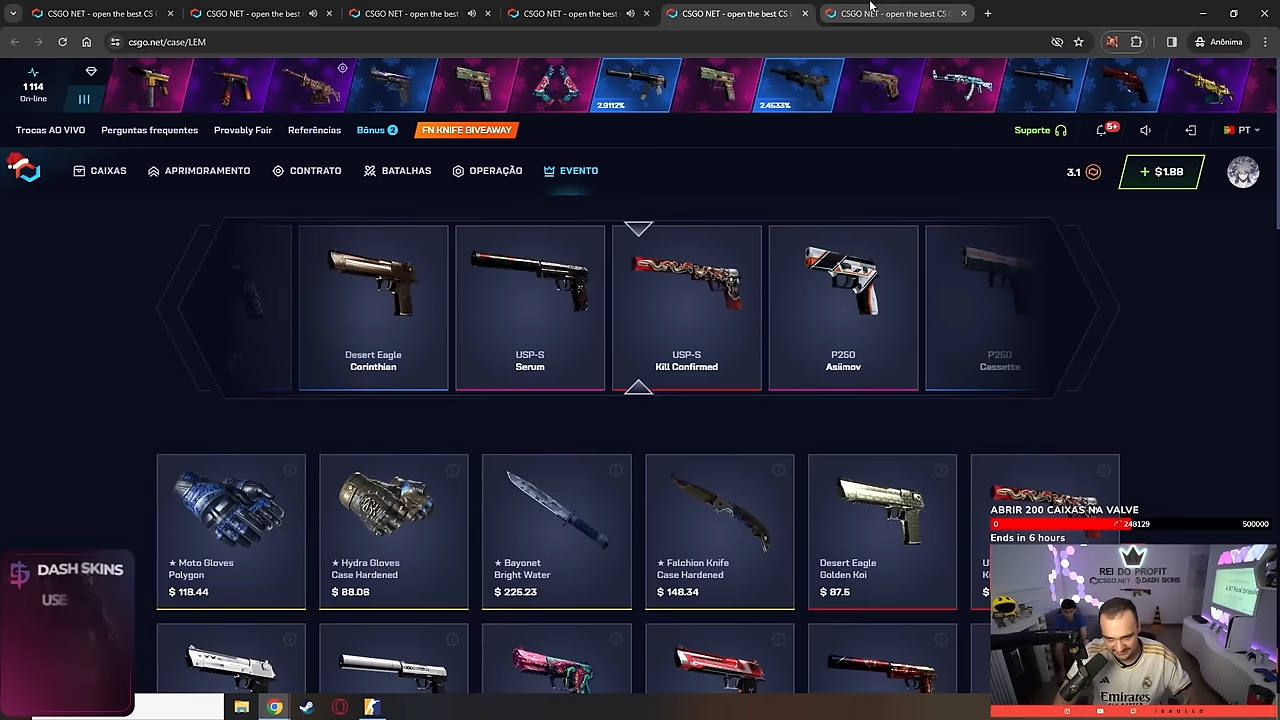 CSGO NET - open the best CS
CSGO NET - open the best
CSGO NET - open the best
CSGO NET - open the best
CSGO NET - open the best CS
CSGO NET - open the best CS
csgo.net/case/LEM
Anônima
1 114
On-line
2.9112%
2.4533%
Trocas AO VIVO
Perguntas frequentes
Provably Fair
Referências
Bônus 2
FN KNIFE GIVEAWAY
Suporte
5+
PT
CAIXAS
APRIMORAMENTO
CONTRATO
BATALHAS
OPERAÇÃO
EVENTO
3.1
+ $1.88
Desert Eagle
Corinthian
USP-S
Serum
USP-S
Kill Confirmed
P250
Asiimov
P250
Cassette
★ Moto Gloves
Polygon
$ 118.44
★ Hydra Gloves
Case Hardened
★ Bayonet
Bright Water
★ Falchion Knife
Case Hardened
$ 148.34
Desert Eagle
Golden Koi
$ 87.5
ABRIR 200 CAIXAS NA VALVE
0
248129
500000
Ends in 6 hours
DASH SKINS
USE
REI DO PROFIT
CSGO.NET DASH SKINS
Emirates
/SAULLO